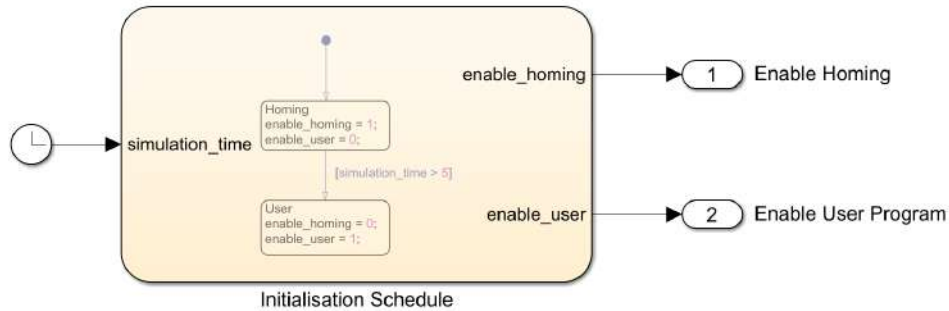 enable_homing
1
Enable Homing
Homing
enable_homing = 1;
enable_user = 0;
simulation_time
[simulation_time > 5]
User
enable_homing = 0;
enable_user = 1;
enable_user
2
Enable User Program
Initialisation Schedule